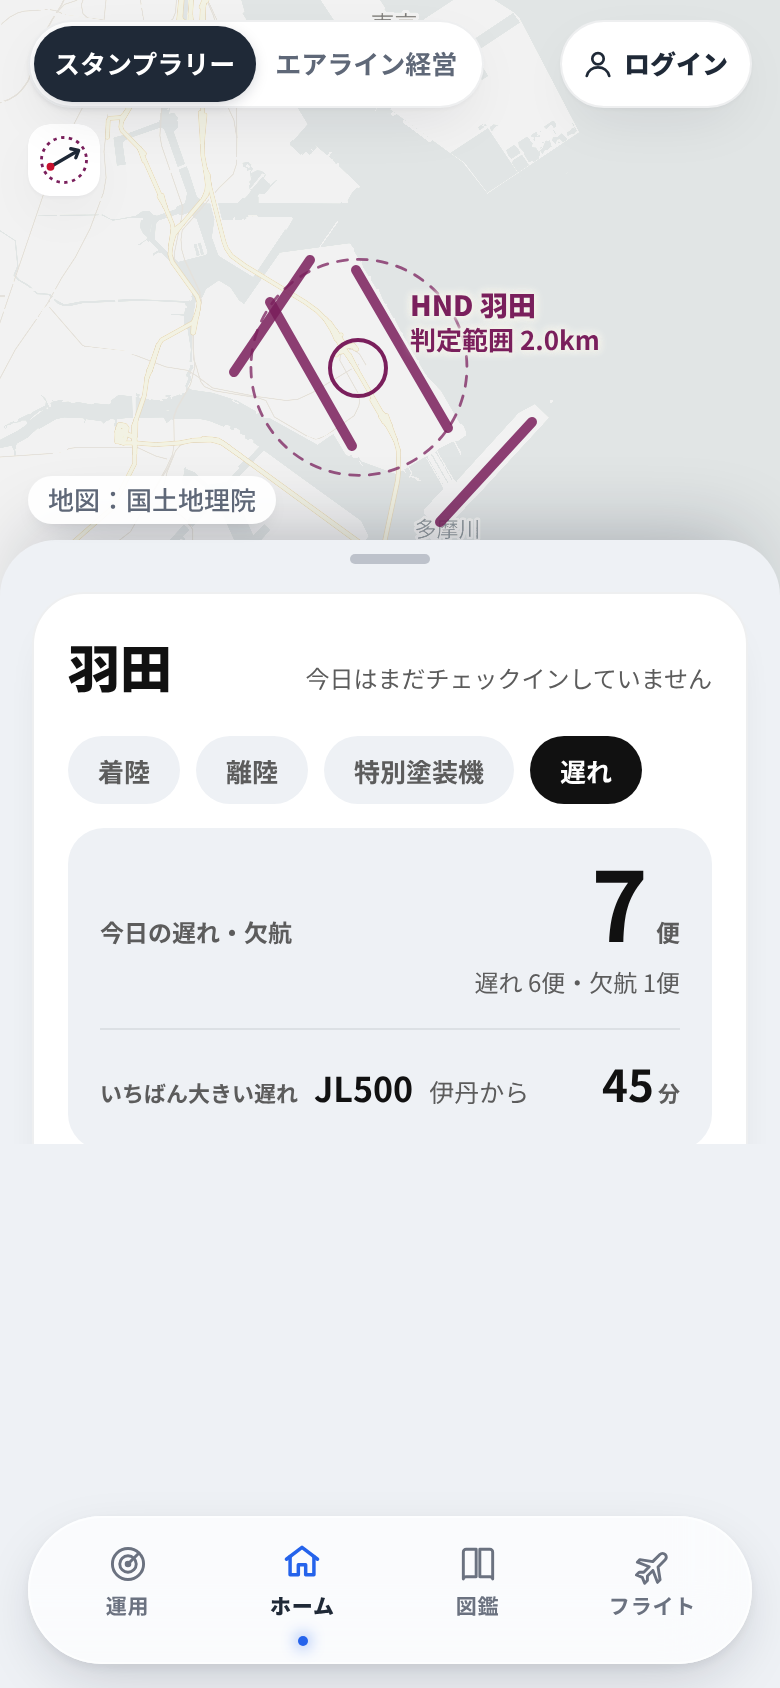 東京
スタンプラリー
エアライン経営
ログイン
HND 羽田
判定範囲 2.0km
地図：国土地理院
多摩川
羽田
今日はまだチェックインしていません
着陸
離陸
特別塗装機
遅れ
今日の遅れ・欠航
7 便
遅れ 6便・欠航 1便
いちばん大きい遅れ JL500 伊丹から 45 分
運用
ホーム
図鑑
フライト